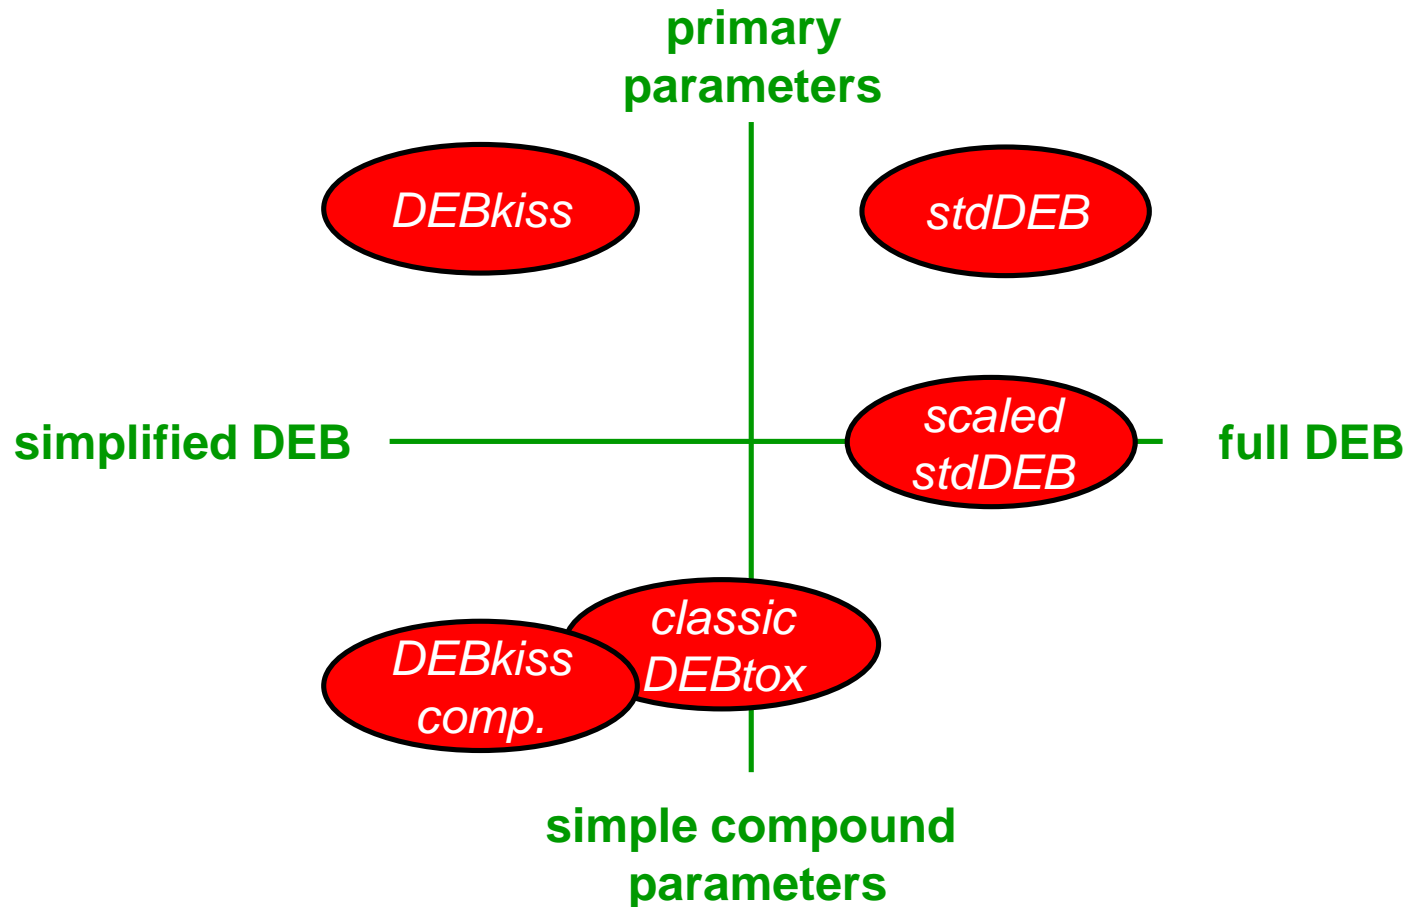 primary
parameters
DEBkiss
stdDEB
simplified DEB
scaled
stdDEB
full DEB
classic
DEBtox
DEBkiss
comp.
simple compound
parameters